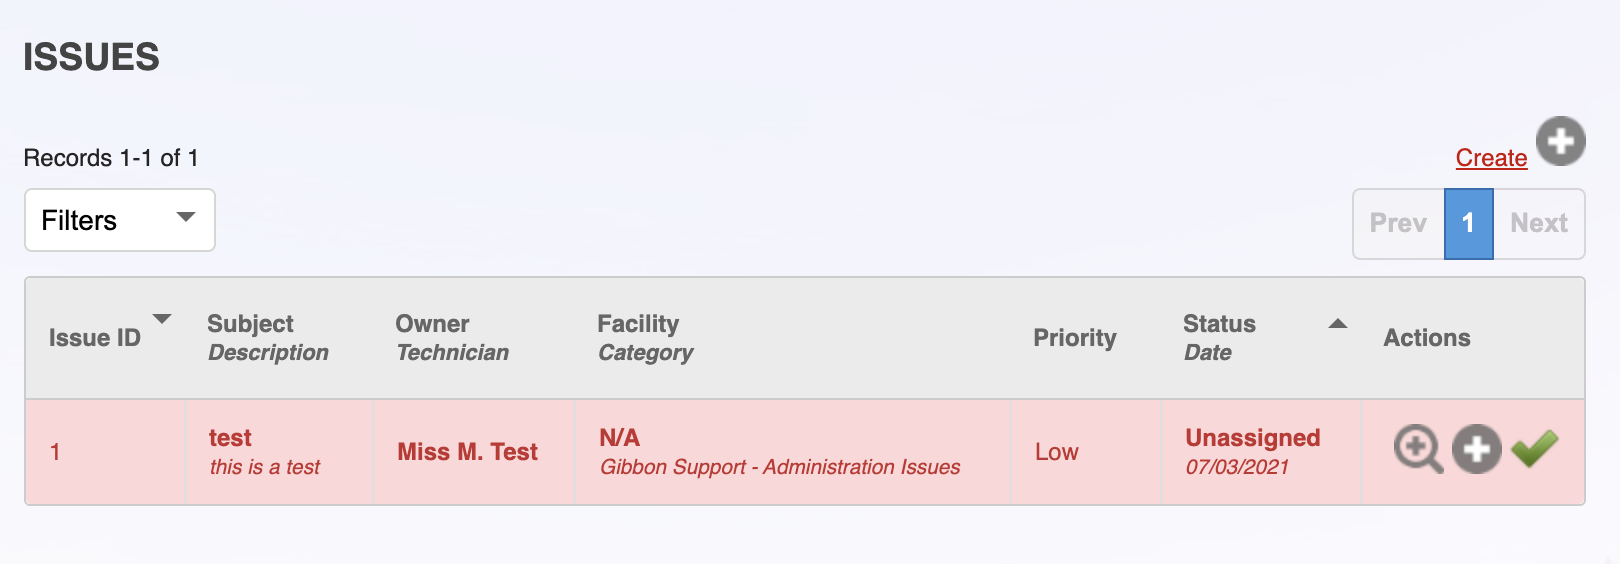 ISSUES
Records 1-1 of 1
Create
Filters
Prev 1 Next
Issue ID
Subject
Description
Owner
Technician
Facility
Category
Priority
Status
Date
Actions
1
test
this is a test
Miss M. Test
N/A
Gibbon Support - Administration Issues
Low
Unassigned
07/03/2021